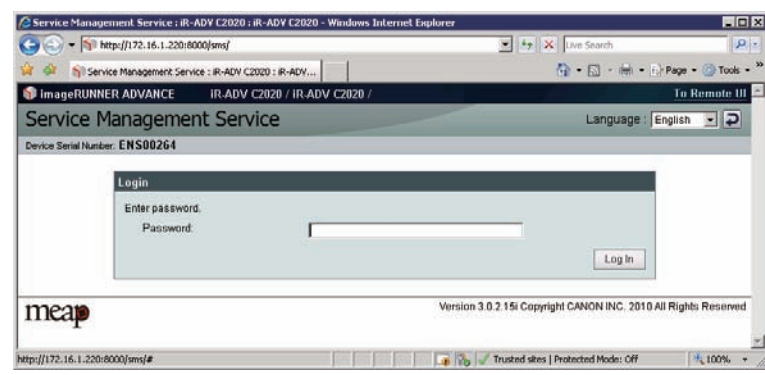 Service Management Service : iR-ADV C2020 : iR-ADV C2020 - Windows Internet Explorer
http://172.16.1.220:8000/sms/
Live Search
Service Management Service : iR-ADV C2020 : iR-ADV...
Page
Tools
imageRUNNER ADVANCE iR-ADV C2020 / iR-ADV C2020 /
To Remote UI
Service Management Service
Language : English
Device Serial Number: ENS00264
Login
Enter password.
Password:
Log In
meap
Version 3.0.2.15i Copyright CANON INC. 2010 All Rights Reserved
http://172.16.1.220:8000/sms/#
Trusted sites | Protected Mode: Off
100%